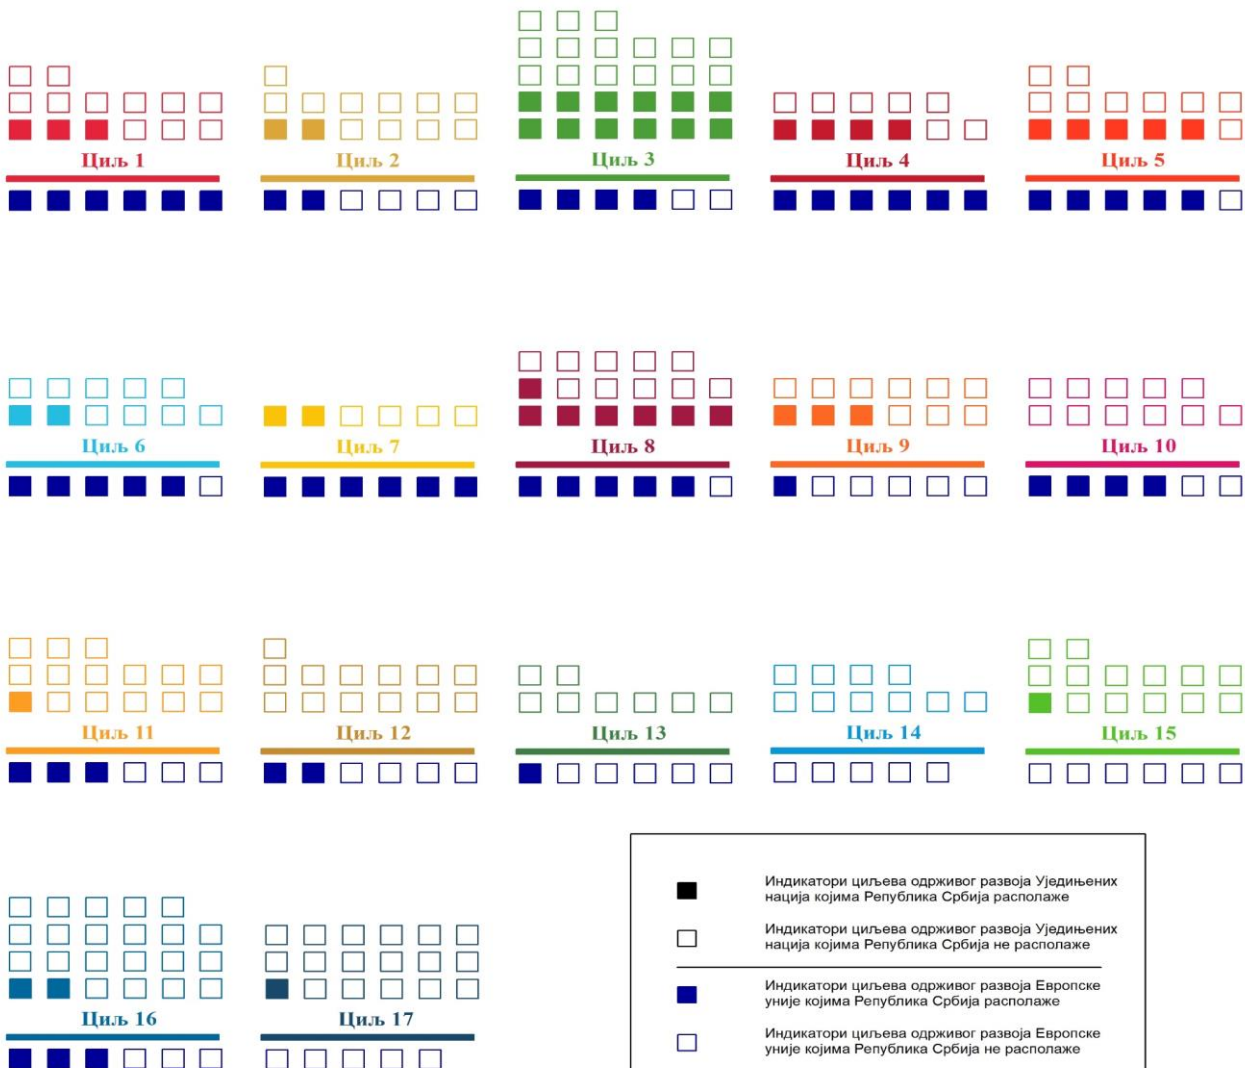 Циљ 1
Циљ 2
Циљ 3
Циљ 4
Циљ 5
Циљ 6
Циљ 7
Циљ 8
Циљ 9
Циљ 10
Циљ 11
Циљ 12
Циљ 13
Циљ 14
Циљ 15
Циљ 16
Циљ 17
Индикатори циљева одрживог развоја Уједињених
нација којима Република Србија располаже
Индикатори циљева одрживог развоја Уједињених
нација којима Република Србија не располаже
Индикатори циљева одрживог развоја Европске
уније којима Република Србија располаже
Индикатори циљева одрживог развоја Европске
уније којима Република Србија не располаже